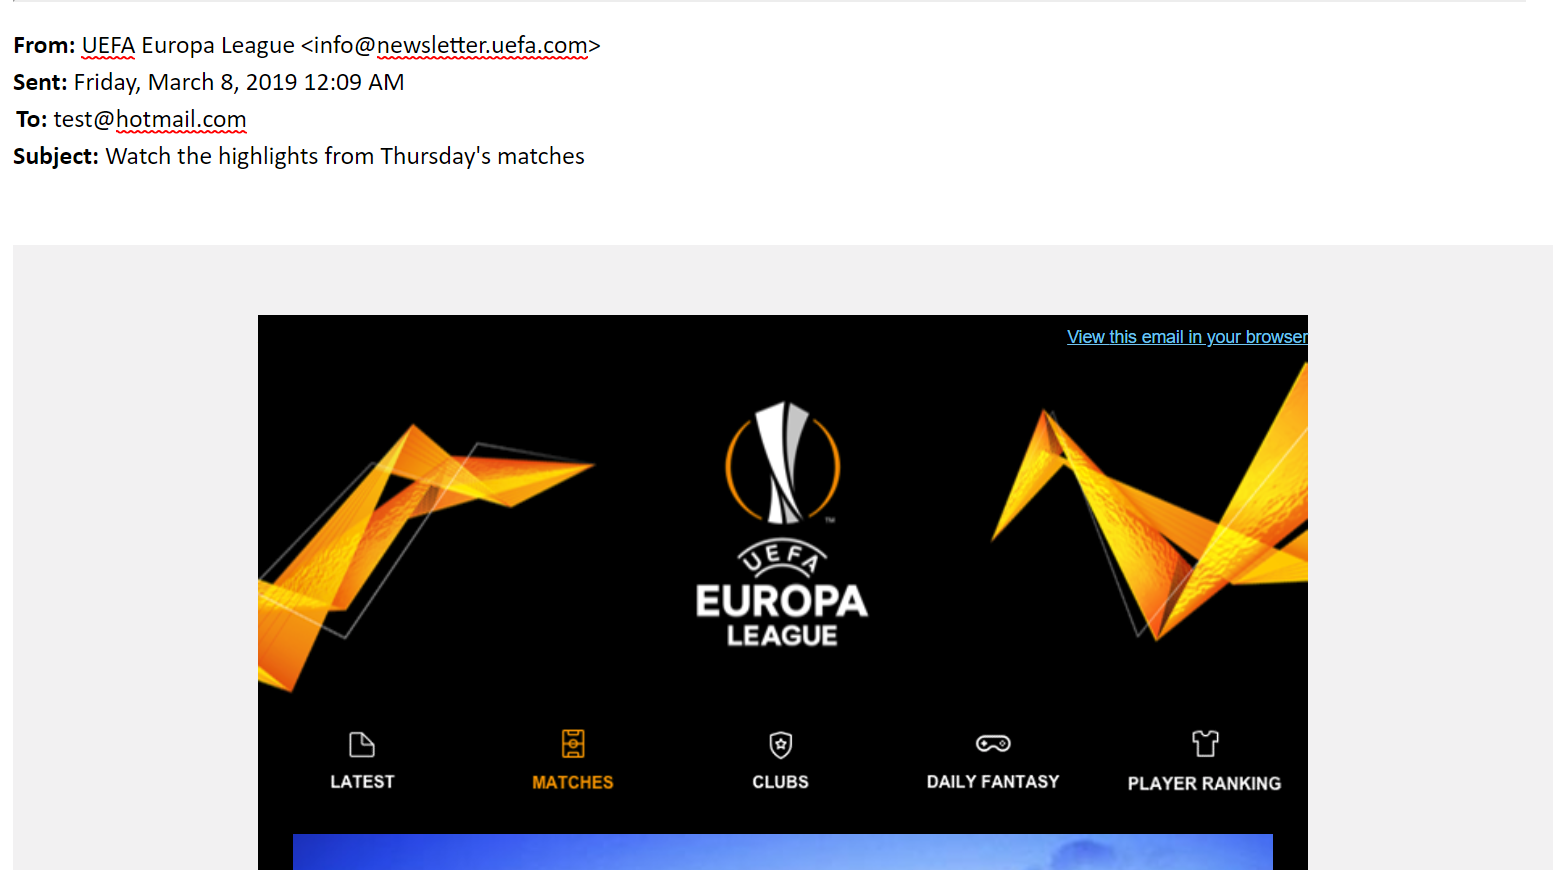 From: UEFA Europa League <info@newsletter.uefa.com>
Sent: Friday, March 8, 2019 12:09 AM
To: test@hotmail.com
Subject: Watch the highlights from Thursday's matches
View this email in your browser
TM
UEFA
EUROPA
LEAGUE
LATEST
MATCHES
CLUBS
DAILY FANTASY
PLAYER RANKING